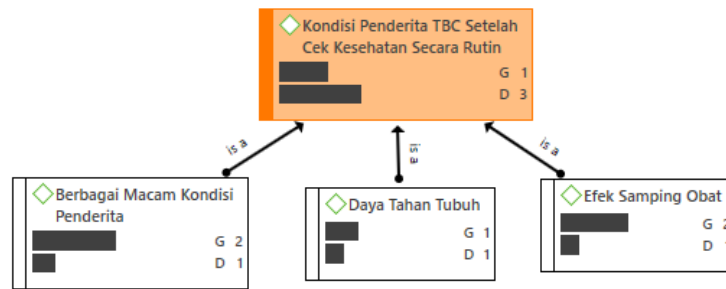 Kondisi Penderita TBC Setelah
Cek Kesehatan Secara Rutin
G 1
D 3
is a
is a
is a
Berbagai Macam Kondisi
Penderita
G 2
D 1
Daya Tahan Tubuh
G 1
D 1
Efek Samping Obat
G
D